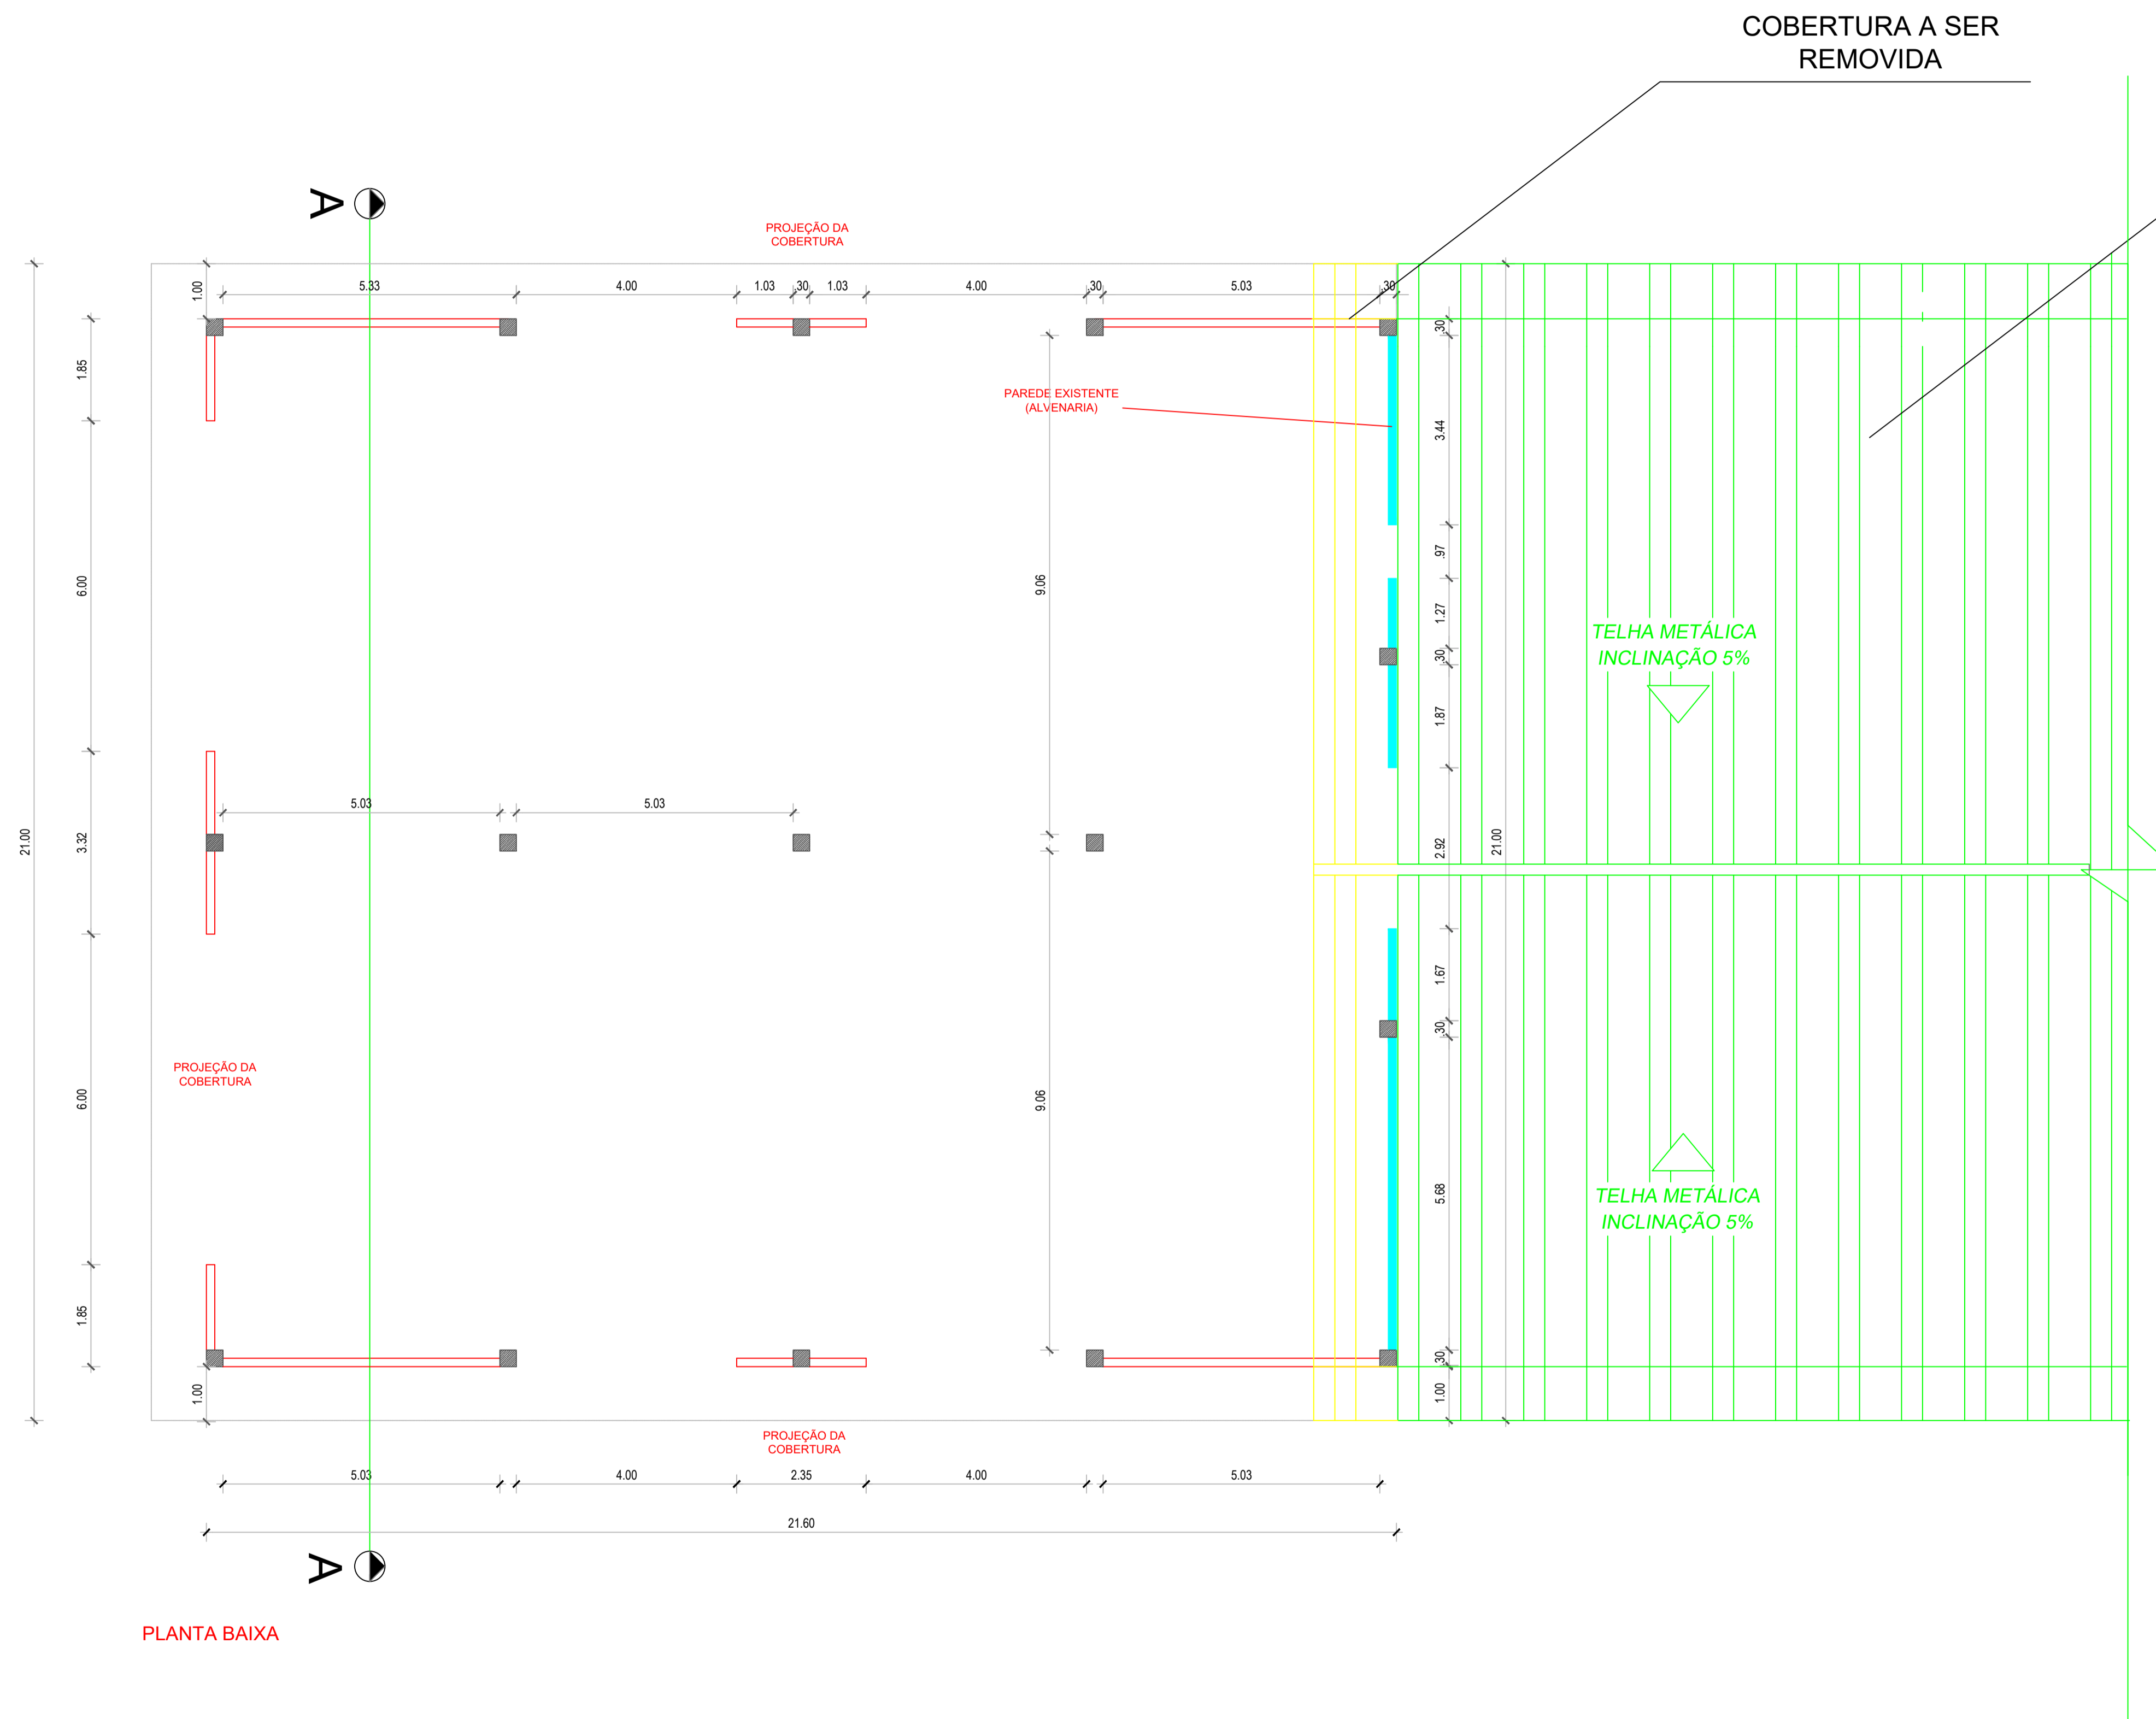 COBERTURA A SER
REMOVIDA
A
PROJEÇÃO DA
COBERTURA
1.00
5.33
4.00
1.03
.30
1.03
4.00
.30
5.03
.30
.30
1.85
PAREDE EXISTENTE
(ALVENARIA)
3.44
.97
6.00
9.06
1.27
TELHA METÁLICA
INCLINAÇÃO 5%
.30
1.87
5.03
5.03
21.00
3.32
2.92
21.00
1.67
.30
PROJEÇÃO DA
COBERTURA
6.00
9.06
5.68
TELHA METÁLICA
INCLINAÇÃO 5%
1.85
.30
1.00
1.00
PROJEÇÃO DA
COBERTURA
5.03
4.00
2.35
4.00
5.03
21.60
A
PLANTA BAIXA